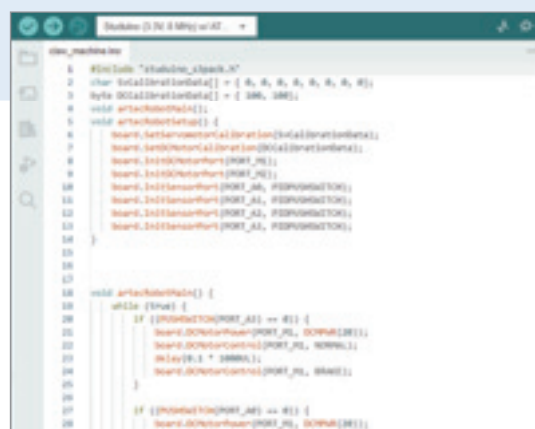 Studuino (3.3V, 8 MHz) w/ AT...
claw_machine.ino
1 #include "studuino_slpack.h"
2 char SvCalibrationData[] = { 0, 0, 0, 0, 0, 0, 0, 0};
3 byte DCCalibrationData[] = { 100, 100};
4 void artecRobotMain();
5 void artecRobotSetup() {
6 board.SetServomotorCalibration(SvCalibrationData);
7 board.SetDCMotorCalibration(DCCalibrationData);
8 board.InitDCMotorPort(PORT_M1);
9 board.InitDCMotorPort(PORT_M2);
10 board.InitSensorPort(PORT_A0, PIDPUSHSWITCH);
11 board.InitSensorPort(PORT_A1, PIDPUSHSWITCH);
12 board.InitSensorPort(PORT_A2, PIDPUSHSWITCH);
13 board.InitSensorPort(PORT_A3, PIDPUSHSWITCH);
14 }
15
16
17
18 void artecRobotMain() {
19 while (true) {
20 if ((PUSHSWITCH(PORT_A3) == 0)) {
21 board.DCMotorPower(PORT_M1, DCMPWR(20));
22 board.DCMotorControl(PORT_M1, NORMAL);
23 delay(0.1 * 1000UL);
24 board.DCMotorControl(PORT_M1, BRAKE);
25 }
26
27 if ((PUSHSWITCH(PORT_A0) == 0)) {
28 board.DCMotorPower(PORT_M1, DCMPWR(20));